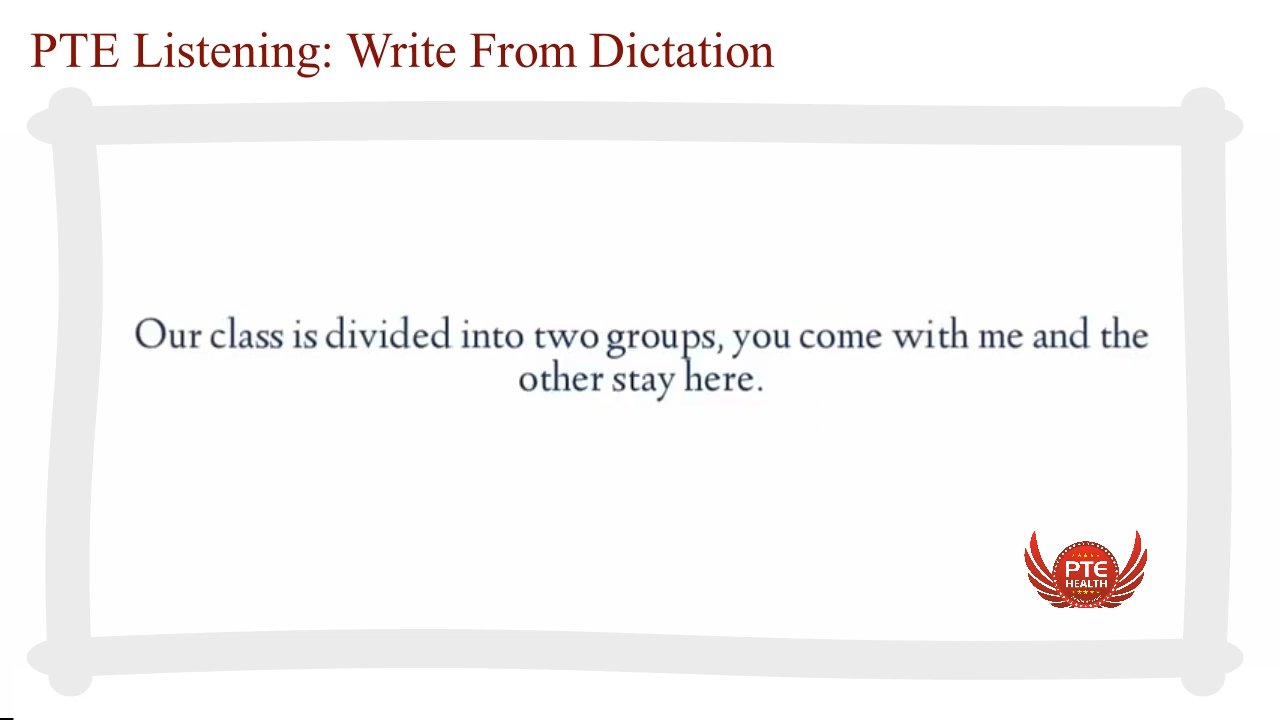 PTE Listening: Write From Dictation
Our class is divided into two groups, you come with me and the
other stay here.
PTE
HEALTH